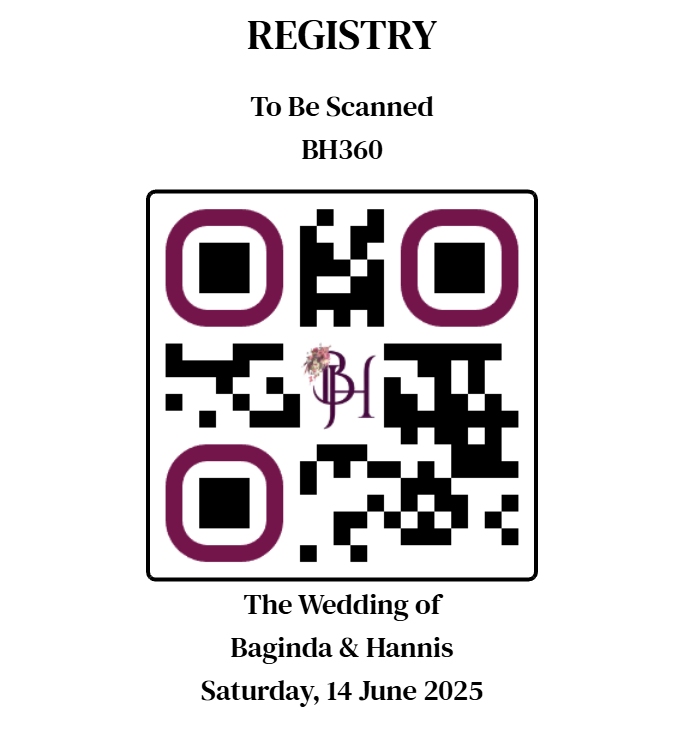 REGISTRY
To Be Scanned
BH360
BH
The Wedding of
Baginda & Hannis
Saturday, 14 June 2025